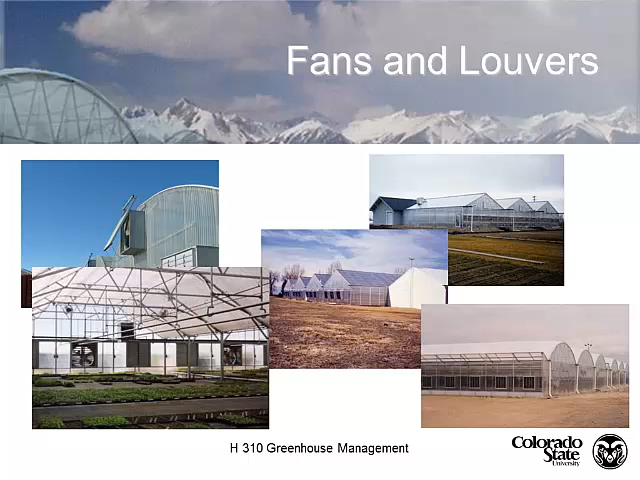 Fans and Louvers
H 310 Greenhouse Management
Colorado
State
University